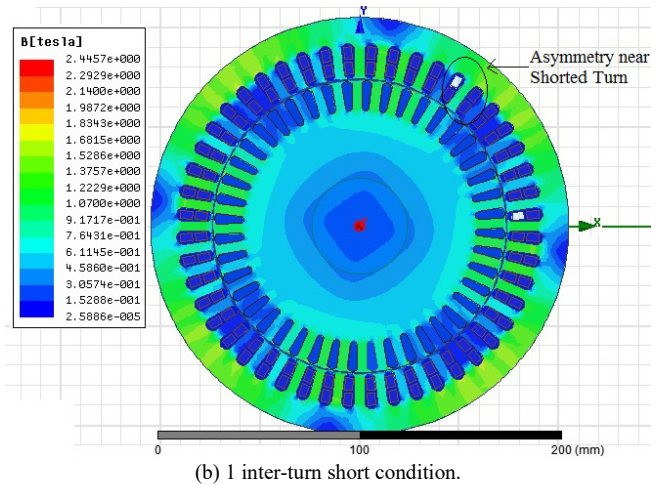 B[tesla]
2.4457e+000
2.2929e+000
2.1400e+000
1.9872e+000
1.8343e+000
1.6815e+000
1.5286e+000
1.3757e+000
1.2229e+000
1.0700e+000
9.1717e-001
7.6431e-001
6.1145e-001
4.5860e-001
3.0574e-001
1.5288e-001
2.5886e-005
Y
Asymmetry near
Shorted Turn
X
0 100 200 (mm)
(b) 1 inter-turn short condition.